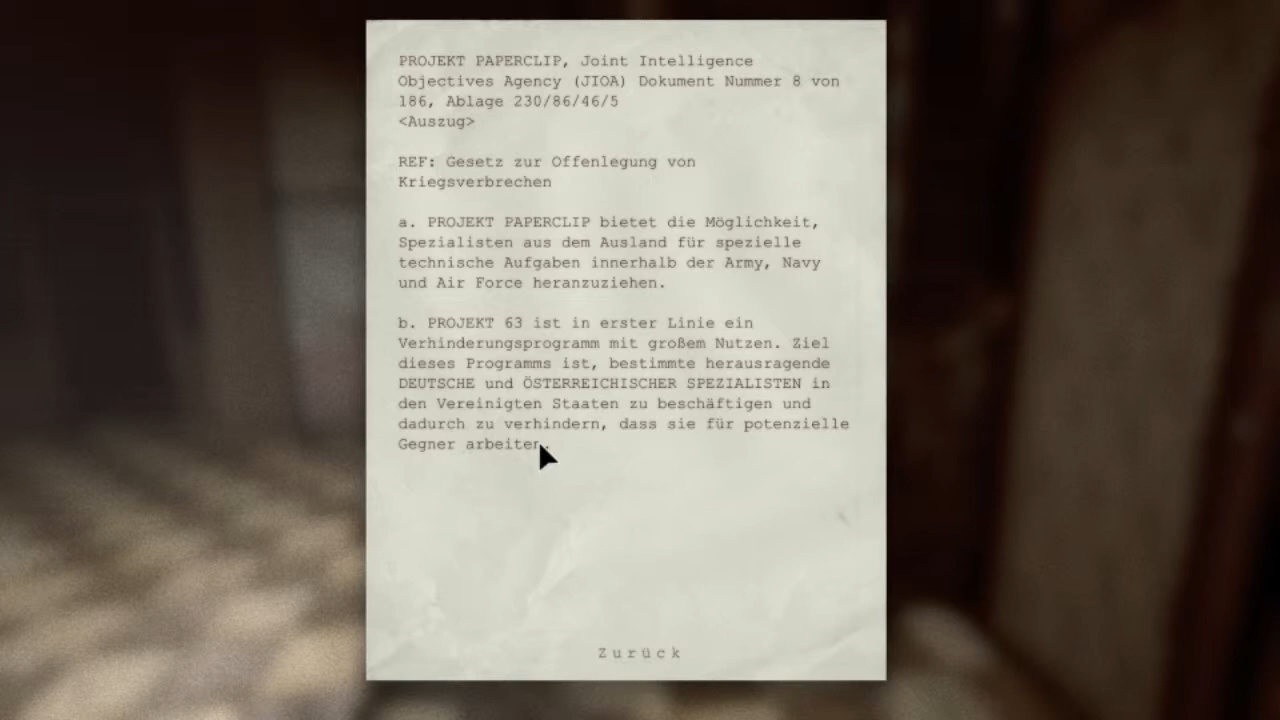 PROJEKT PAPERCLIP, Joint Intelligence
Objectives Agency (JIOA) Dokument Nummer 8 von
186, Ablage 230/86/46/5
<Auszug>
REF: Gesetz zur Offenlegung von
Kriegsverbrechen
a. PROJEKT PAPERCLIP bietet die Möglichkeit,
Spezialisten aus dem Ausland für spezielle
technische Aufgaben innerhalb der Army, Navy
und Air Force heranzuziehen.
b. PROJEKT 63 ist in erster Linie ein
Verhinderungsprogramm mit großem Nutzen. Ziel
dieses Programms ist, bestimmte herausragende
DEUTSCHE und ÖSTERREICHISCHER SPEZIALISTEN in
den Vereinigten Staaten zu beschäftigen und
dadurch zu verhindern, dass sie für potenzielle
Gegner arbeiten.
Zurück